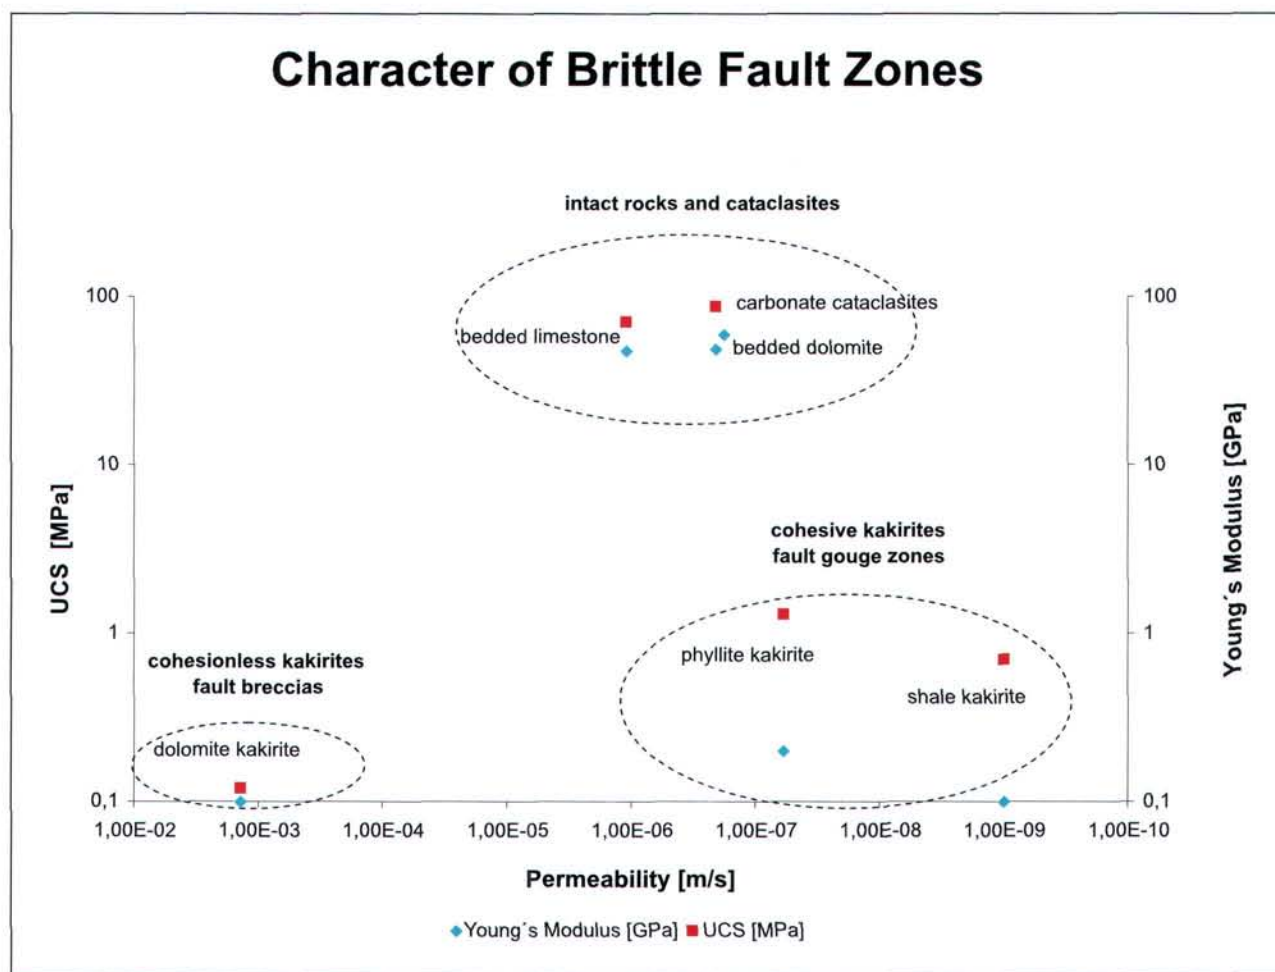 Character of Brittle Fault Zones
intact rocks and cataclasites
100
100
carbonate cataclasites
bedded limestone
bedded dolomite
10
10
UCS [MPa]
Young´s Modulus [GPa]
cohesive kakirites
fault gouge zones
1
1
phyllite kakirite
cohesionless kakirites
fault breccias
shale kakirite
dolomite kakirite
0,1
0,1
1,00E-02 1,00E-03 1,00E-04 1,00E-05 1,00E-06 1,00E-07 1,00E-08 1,00E-09 1,00E-10
Permeability [m/s]
Young´s Modulus [GPa] UCS [MPa]